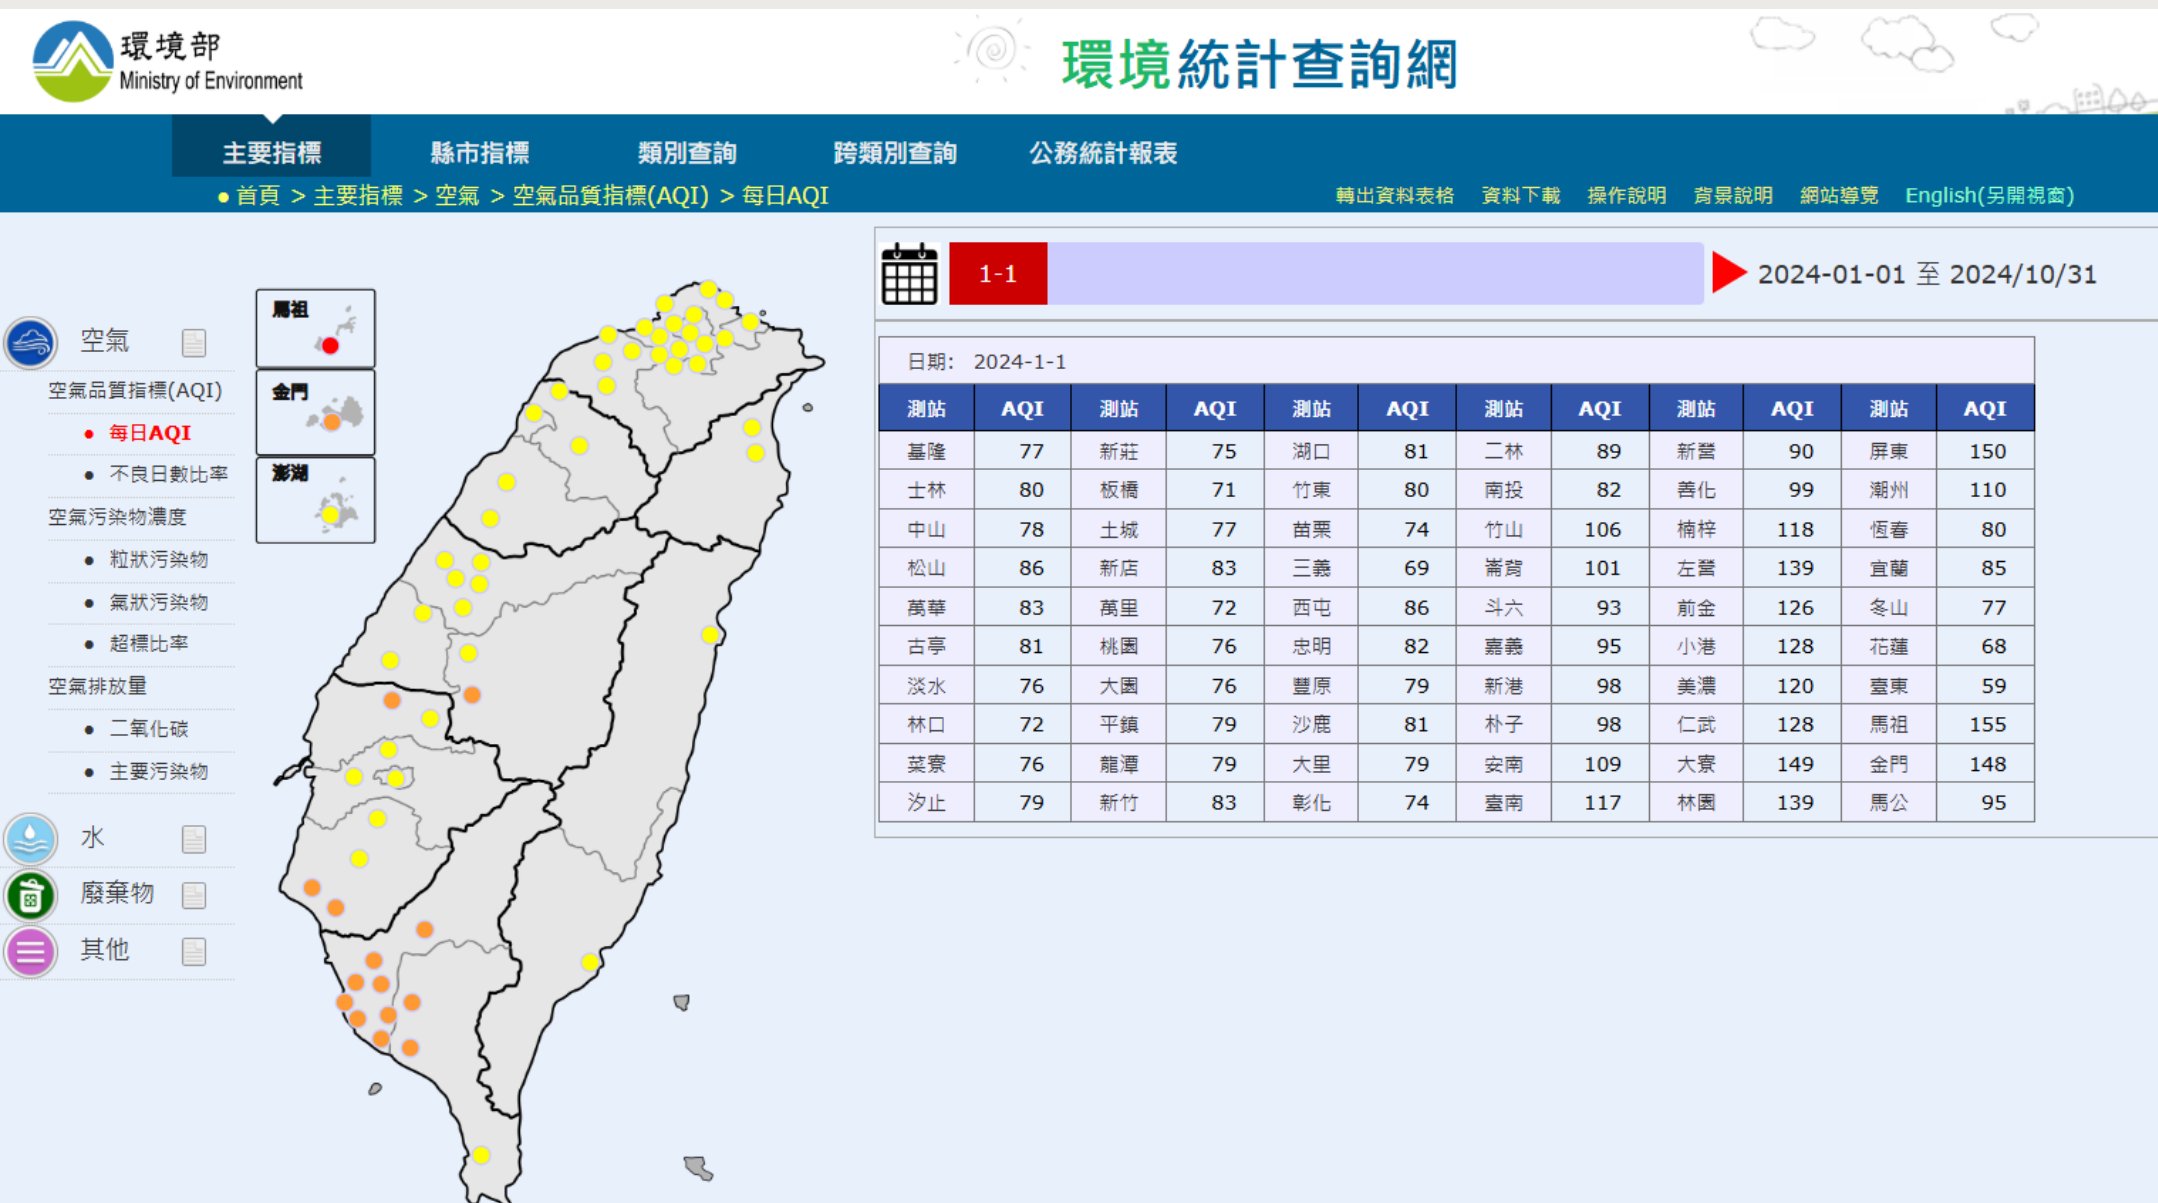 環境部
Ministry of Environment
環境統計查詢網
主要指標 縣市指標 類別查詢 跨類別查詢 公務統計報表
● 首頁 > 主要指標 > 空氣 > 空氣品質指標(AQI) > 每日AQI
轉出資料表格 資料下載 操作說明 背景說明 網站導覽 English(另開視窗)
空氣
空氣品質指標(AQI)
● 每日AQI
● 不良日數比率
空氣污染物濃度
● 粒狀污染物
● 氣狀污染物
● 超標比率
空氣排放量
● 二氧化碳
● 主要污染物
水
廢棄物
其他
馬祖
金門
澎湖
1-1
2024-01-01 至 2024/10/31
日期: 2024-1-1
測站 AQI 測站 AQI 測站 AQI 測站 AQI 測站 AQI 測站 AQI
基隆 77 新莊 75 湖口 81 二林 89 新營 90 屏東 150
士林 80 板橋 71 竹東 80 南投 82 善化 99 潮州 110
中山 78 土城 77 苗栗 74 竹山 106 楠梓 118 恆春 80
松山 86 新店 83 三義 69 崙背 101 左營 139 宜蘭 85
萬華 83 萬里 72 西屯 86 斗六 93 前金 126 冬山 77
古亭 81 桃園 76 忠明 82 嘉義 95 小港 128 花蓮 68
淡水 76 大園 76 豐原 79 新港 98 美濃 120 臺東 59
林口 72 平鎮 79 沙鹿 81 朴子 98 仁武 128 馬祖 155
菜寮 76 龍潭 79 大里 79 安南 109 大寮 149 金門 148
汐止 79 新竹 83 彰化 74 臺南 117 林園 139 馬公 95